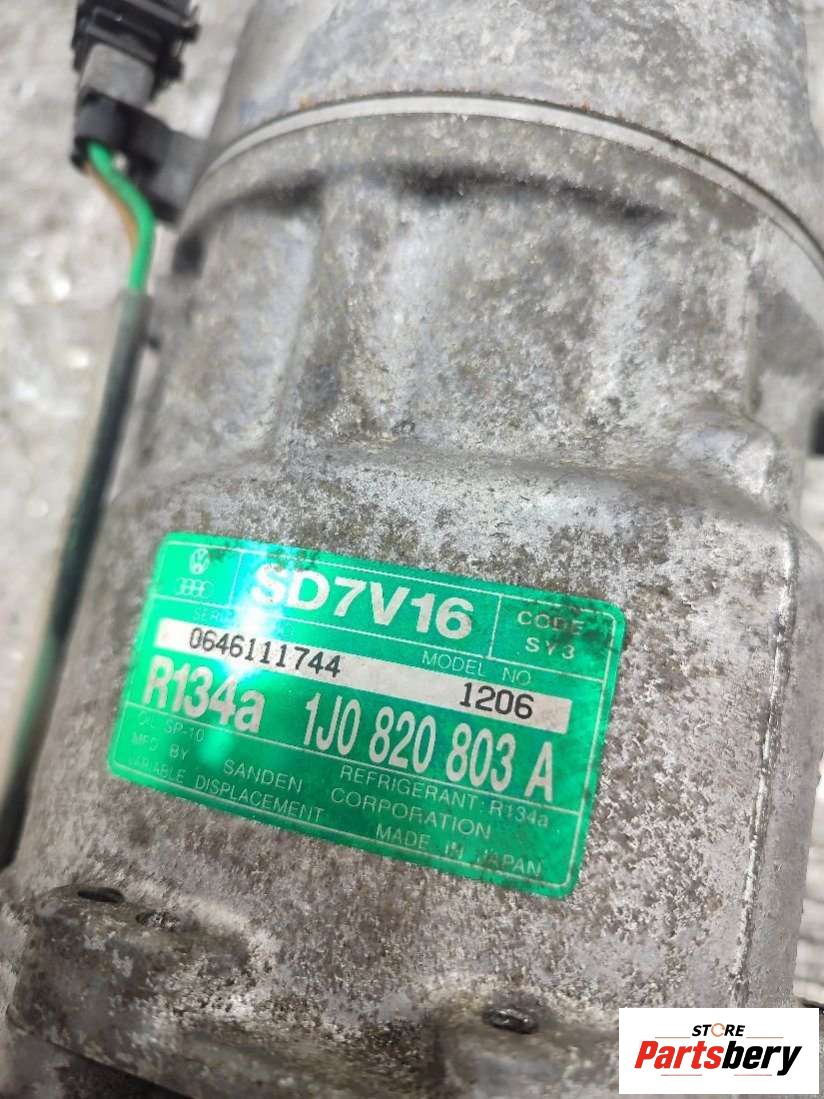 SD7V16
CODE
SY3
MODEL NO
0646111744
1206
R134a
1J0 820 803 A
OIL SP-10
REFRIGERANT: R134a
MFD BY SANDEN CORPORATION
VARIABLE DISPLACEMENT
MADE IN JAPAN
STORE
Partsbery